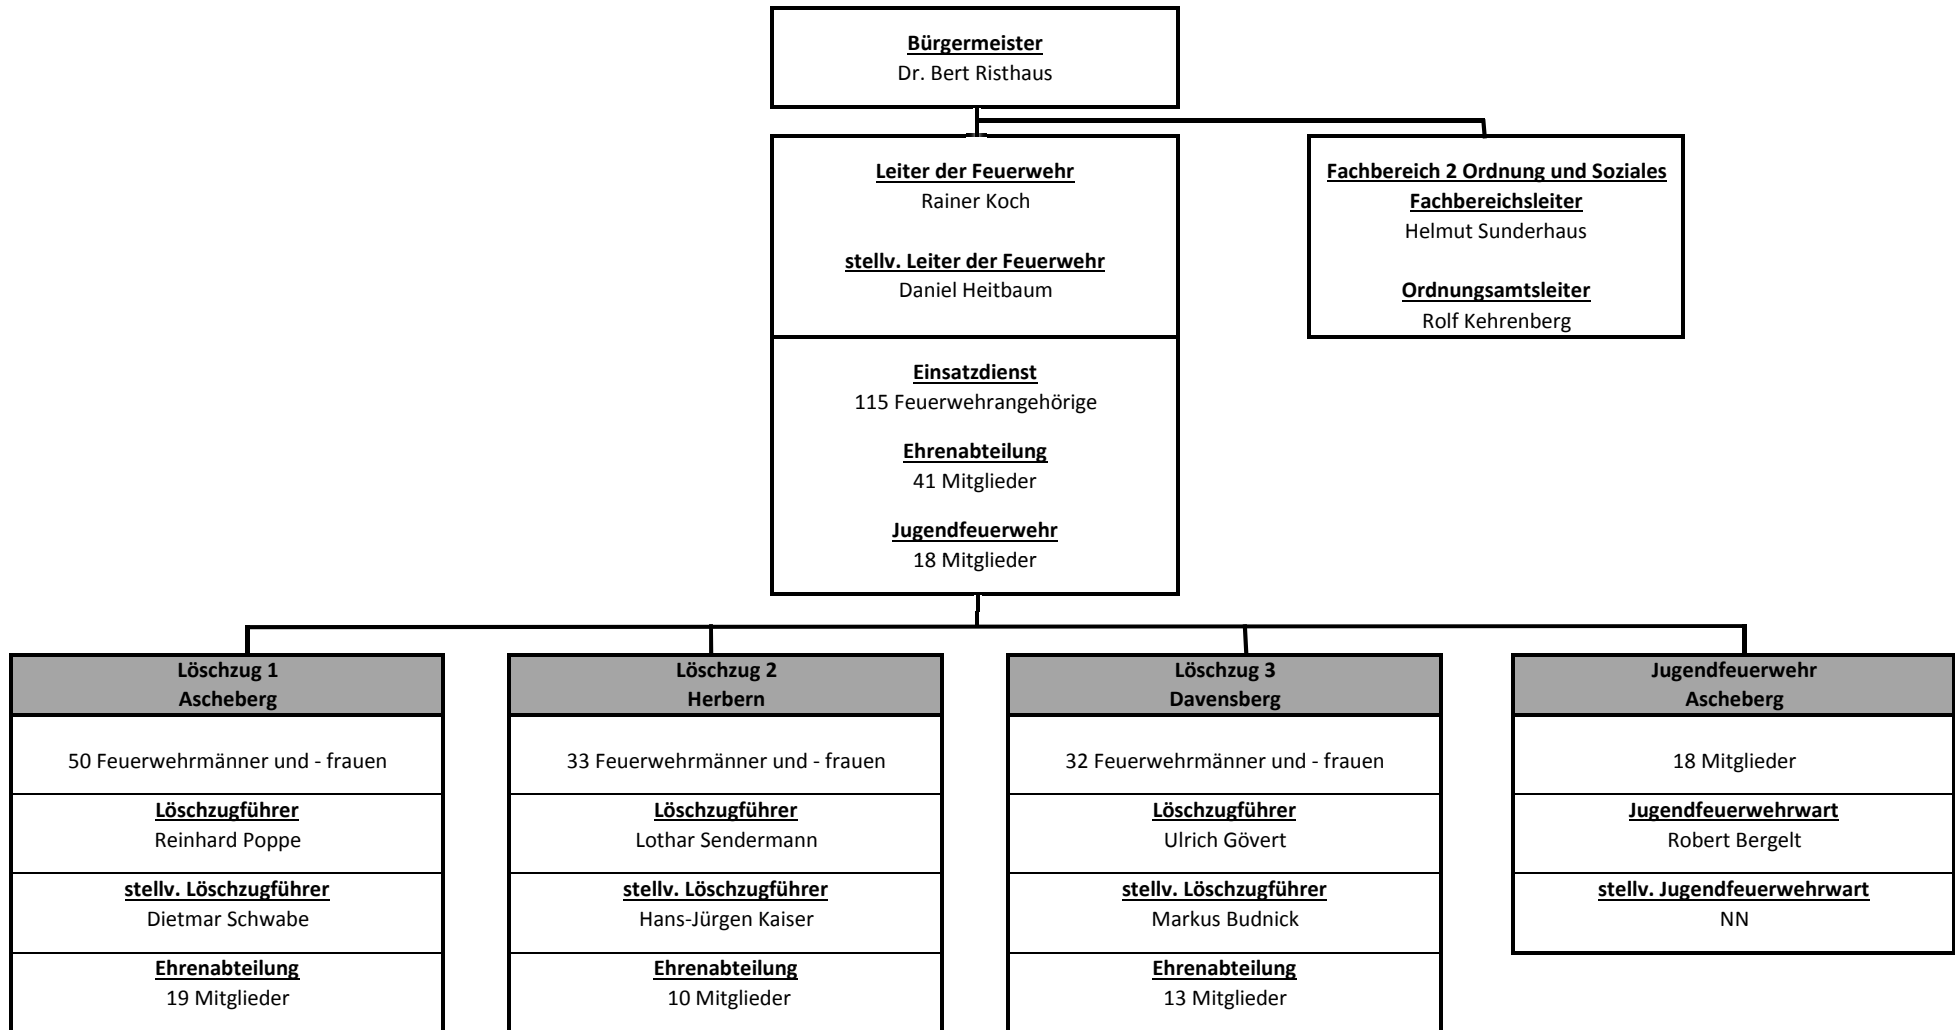 Bürgermeister
Dr. Bert Risthaus
Leiter der Feuerwehr
Rainer Koch
stellv. Leiter der Feuerwehr
Daniel Heitbaum
Fachbereich 2 Ordnung und Soziales
Fachbereichsleiter
Helmut Sunderhaus
Ordnungsamtsleiter
Rolf Kehrenberg
Einsatzdienst
115 Feuerwehrangehörige
Ehrenabteilung
41 Mitglieder
Jugendfeuerwehr
18 Mitglieder
Löschzug 1
Ascheberg
50 Feuerwehrmänner und - frauen
Löschzugführer
Reinhard Poppe
stellv. Löschzugführer
Dietmar Schwabe
Ehrenabteilung
19 Mitglieder
Löschzug 2
Herbern
33 Feuerwehrmänner und - frauen
Löschzugführer
Lothar Sendermann
stellv. Löschzugführer
Hans-Jürgen Kaiser
Ehrenabteilung
10 Mitglieder
Löschzug 3
Davensberg
32 Feuerwehrmänner und - frauen
Löschzugführer
Ulrich Gövert
stellv. Löschzugführer
Markus Budnick
Ehrenabteilung
13 Mitglieder
Jugendfeuerwehr
Ascheberg
18 Mitglieder
Jugendfeuerwehrwart
Robert Bergelt
stellv. Jugendfeuerwehrwart
NN